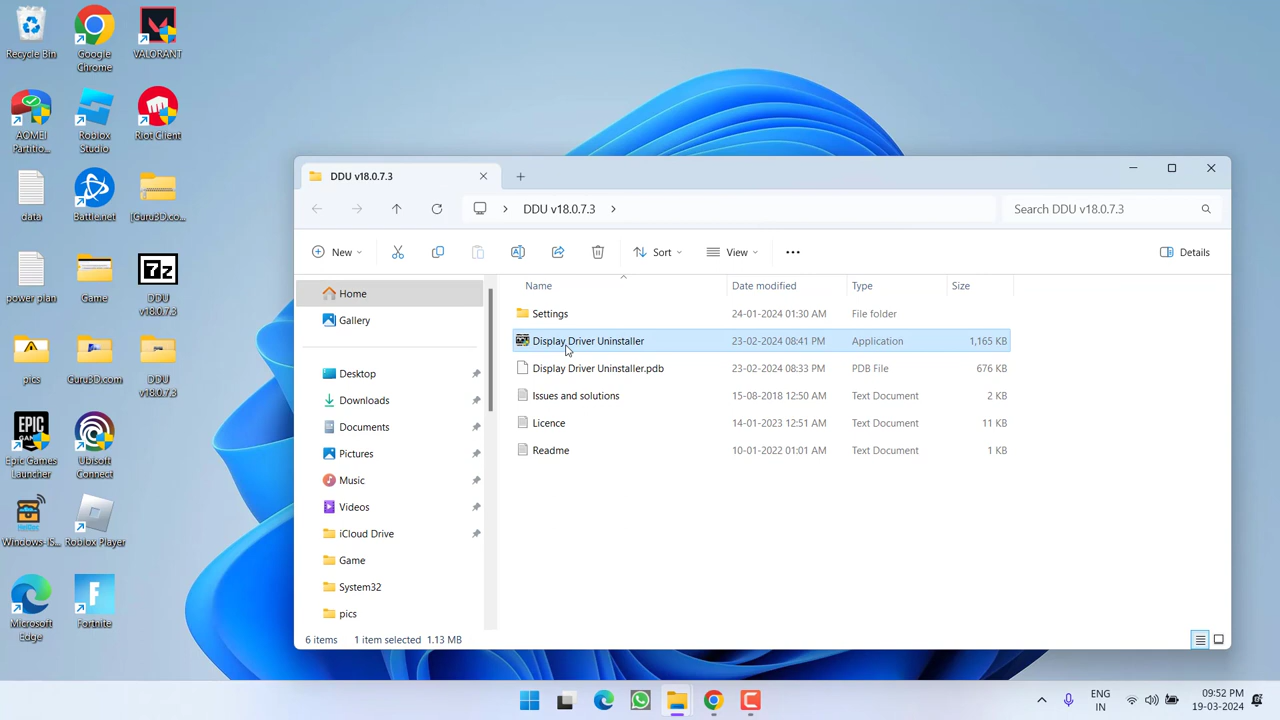 Recycle Bin
Google
Chrome
VALORANT
AOMEI
Partitio...
Roblox
Studio
Riot Client
data
Battle.net
[Guru3D.co...
power plan
Game
7z
DDU
v18.0.7.3
pics
Guru3D.com
DDU
v18.0.7.3
EPIC
GAMES
Epic Games
Launcher
Ubisoft
Connect
HeiDoc
Windows-IS...
Roblox Player
Microsoft
Edge
Fortnite
DDU v18.0.7.3
DDU v18.0.7.3
Search DDU v18.0.7.3
New
Sort
View
Details
Home
Gallery
Desktop
Downloads
Documents
Pictures
Music
Videos
iCloud Drive
Game
System32
pics
Name Date modified Type Size
Settings 24-01-2024 01:30 AM File folder
Display Driver Uninstaller 23-02-2024 08:41 PM Application 1,165 KB
Display Driver Uninstaller.pdb 23-02-2024 08:33 PM PDB File 676 KB
Issues and solutions 15-08-2018 12:50 AM Text Document 2 KB
Licence 14-01-2023 12:51 AM Text Document 11 KB
Readme 10-01-2022 01:01 AM Text Document 1 KB
6 items 1 item selected 1.13 MB
ENG
IN
09:52 PM
19-03-2024